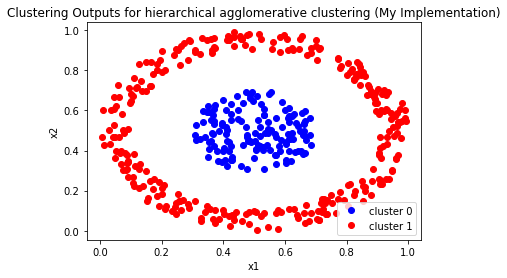 Clustering Outputs for hierarchical agglomerative clustering (My Implementation)
1.0
0.8
0.6
x2
0.4
0.2
0.0
cluster 0
cluster 1
0.0 0.2 0.4 0.6 0.8 1.0
x1